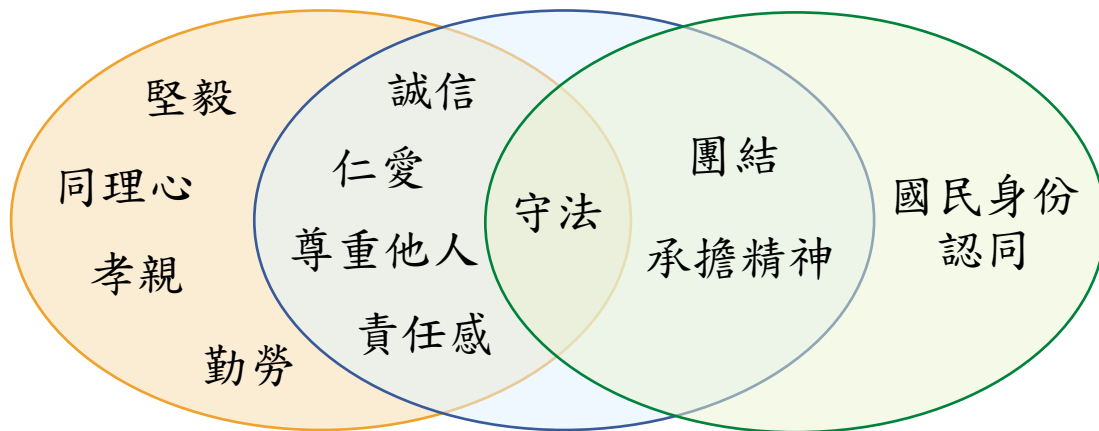 堅毅
同理心
孝親
勤勞
誠信
仁愛
尊重他人
責任感
守法
團結
承擔精神
國民身份
認同